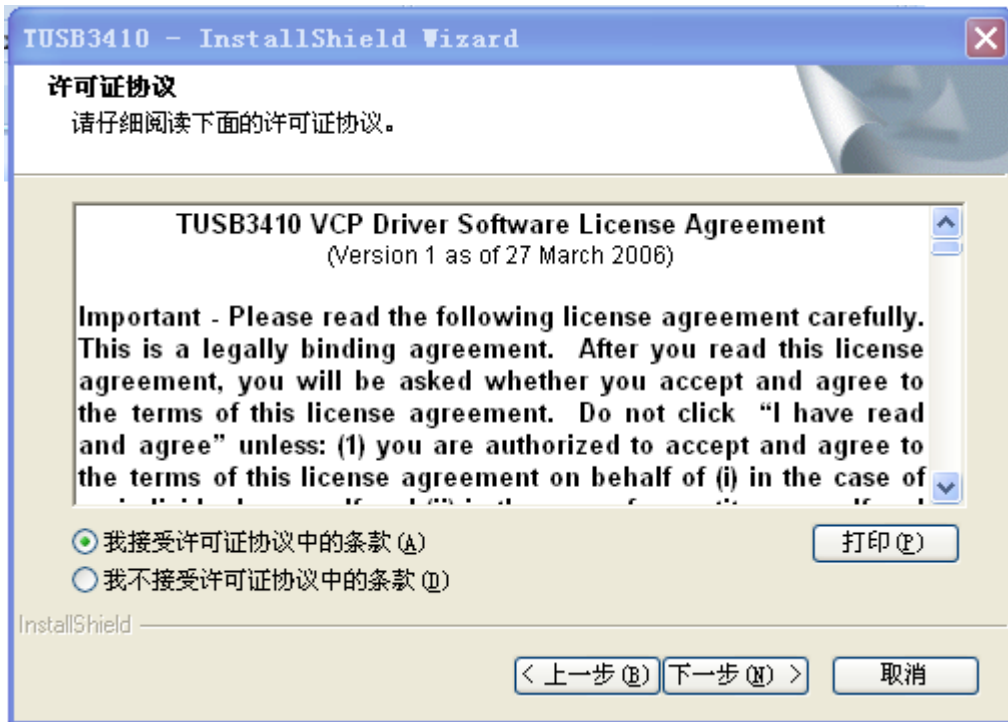 TUSB3410 - InstallShield Wizard
许可证协议
请仔细阅读下面的许可证协议。
TUSB3410 VCP Driver Software License Agreement
(Version 1 as of 27 March 2006)
Important - Please read the following license agreement carefully.
This is a legally binding agreement.  After you read this license
agreement, you will be asked whether you accept and agree to
the terms of this license agreement.  Do not click  “I have read
and agree” unless: (1) you are authorized to accept and agree to
the terms of this license agreement on behalf of (i) in the case of
我接受许可证协议中的条款(A)
打印(P)
我不接受许可证协议中的条款(D)
InstallShield
< 上一步(B) 下一步(N) > 取消